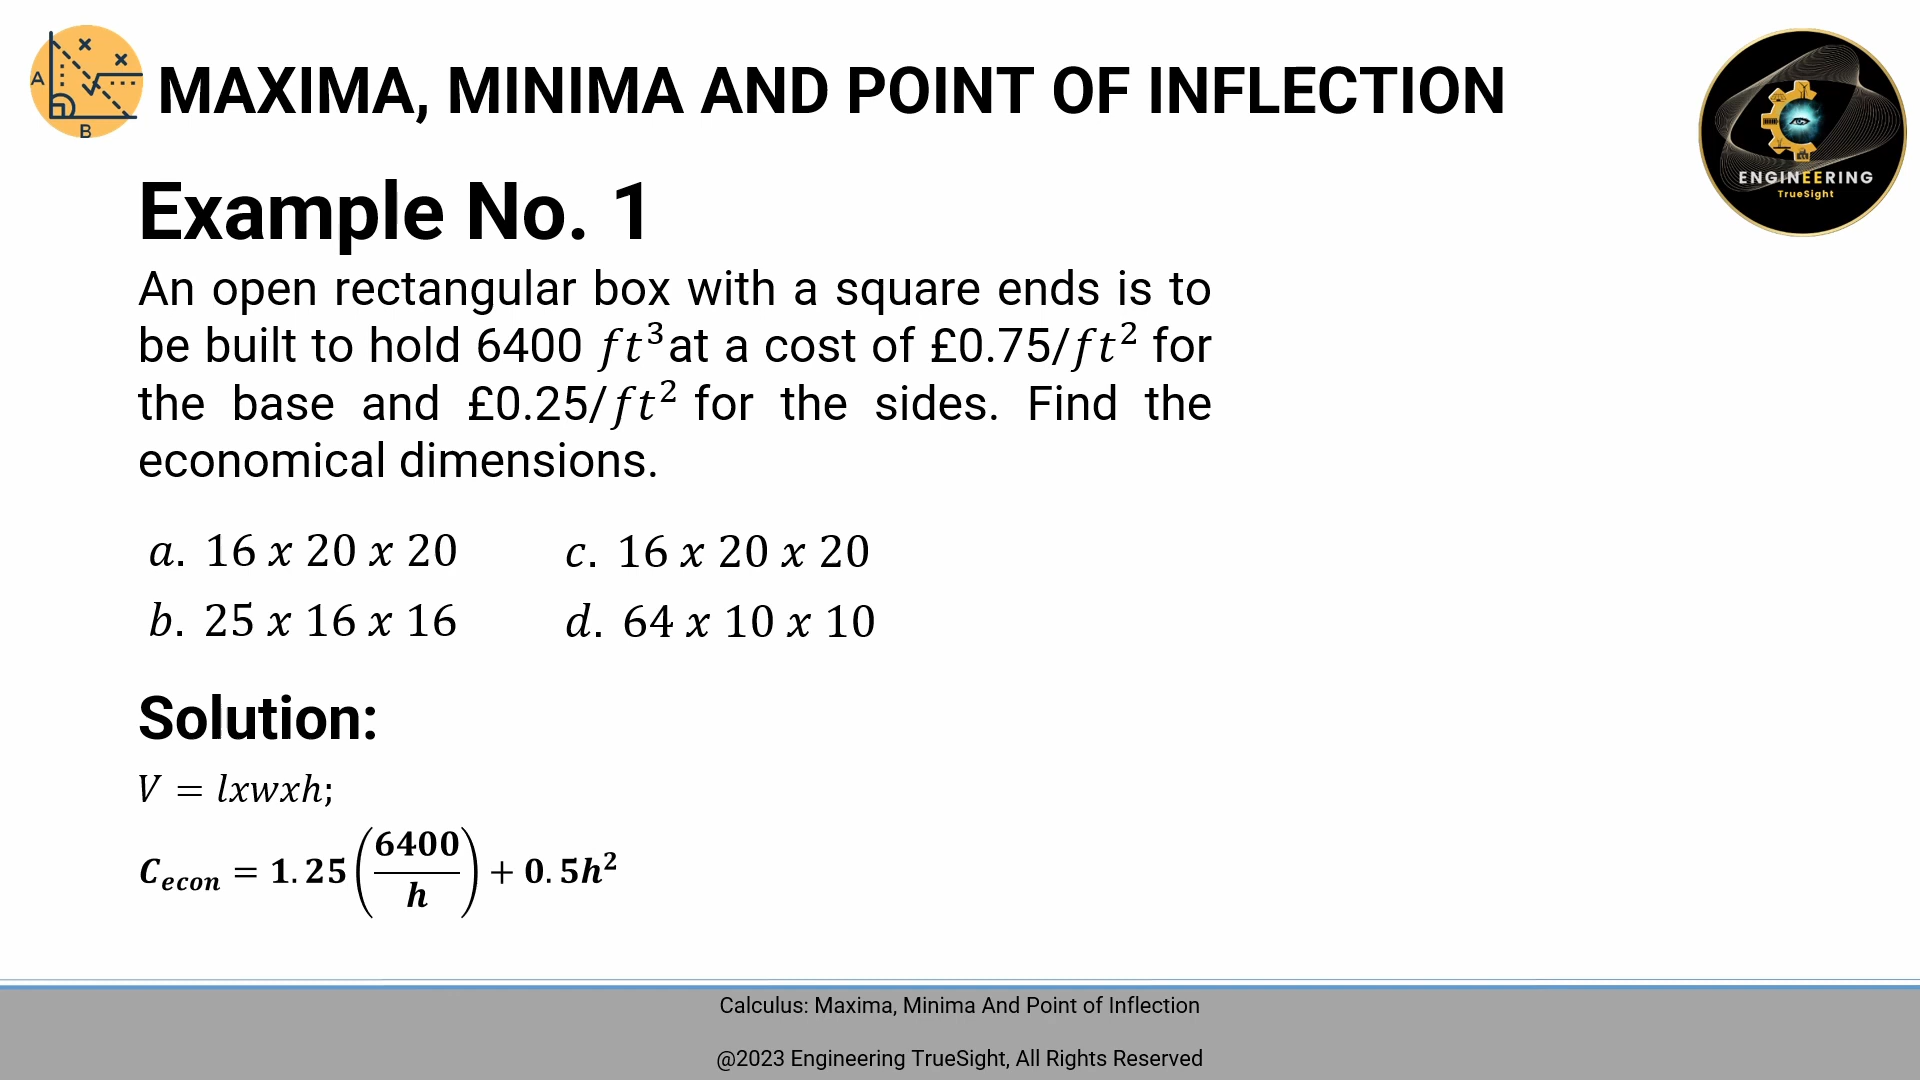 A
B
MAXIMA, MINIMA AND POINT OF INFLECTION
ENGINEERING
TrueSight
Example No. 1
An open rectangular box with a square ends is to
be built to hold 6400 𝑓𝑡³at a cost of £0.75/𝑓𝑡² for
the base and £0.25/𝑓𝑡² for the sides. Find the
economical dimensions.
a. 16 x 20 x 20
c. 16 x 20 x 20
b. 25 x 16 x 16
d. 64 x 10 x 10
Solution:
V = lxwxh;
C_econ = 1.25(6400/h) + 0.5h²
Calculus: Maxima, Minima And Point of Inflection
@2023 Engineering TrueSight, All Rights Reserved